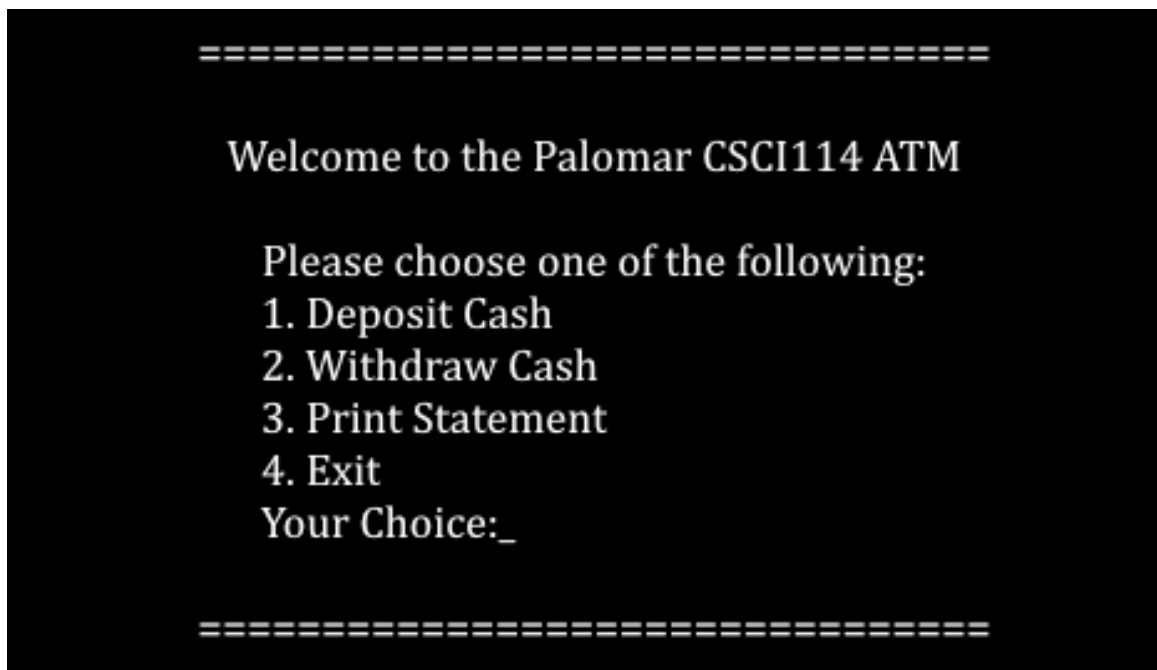 ================================
Welcome to the Palomar CSCI114 ATM
Please choose one of the following:
1. Deposit Cash
2. Withdraw Cash
3. Print Statement
4. Exit
Your Choice:_
================================